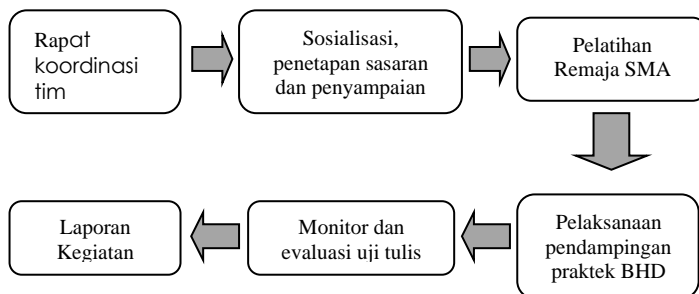 Rapat
koordinasi
tim
Sosialisasi,
penetapan sasaran
dan penyampaian
Pelatihan
Remaja SMA
Pelaksanaan
pendampingan
praktek BHD
Monitor dan
evaluasi uji tulis
Laporan
Kegiatan